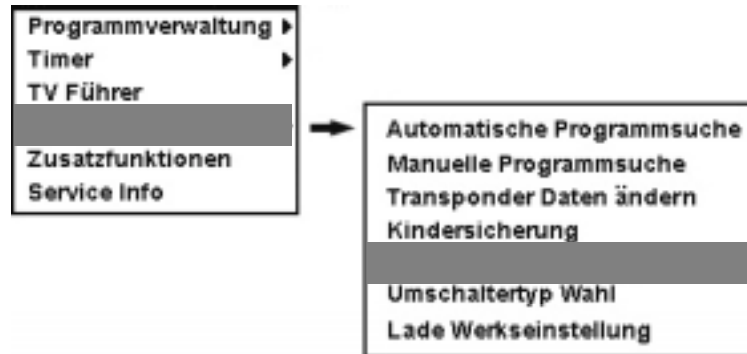 Programmverwaltung
Timer
TV Führer
Zusatzfunktionen
Service Info
Automatische Programmsuche
Manuelle Programmsuche
Transponder Daten ändern
Kindersicherung
Umschaltertyp Wahl
Lade Werkseinstellung